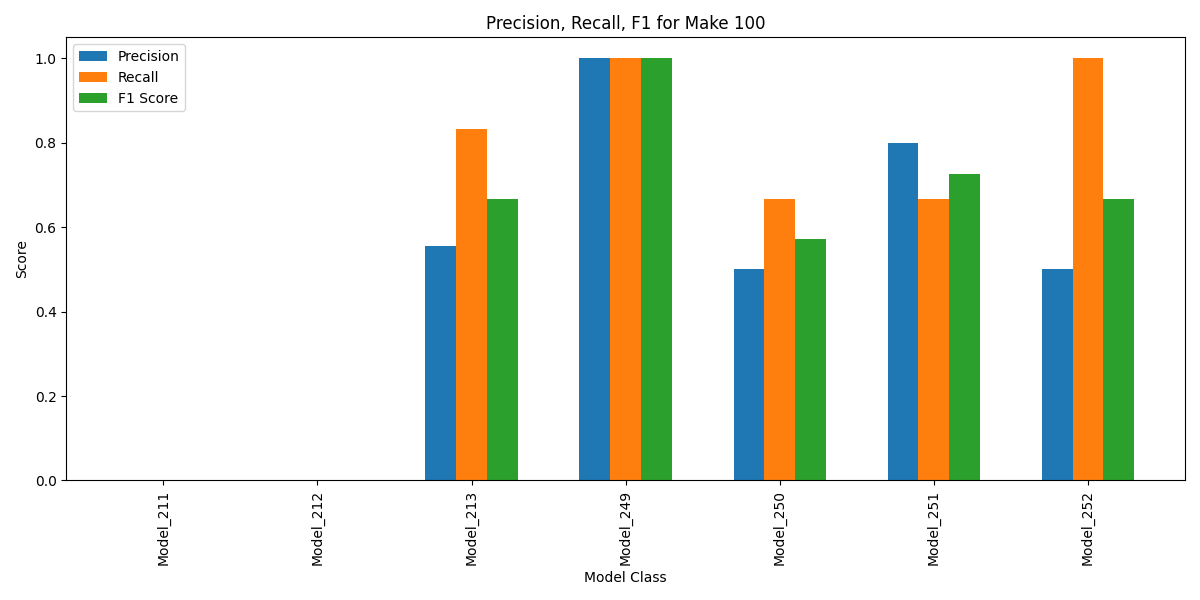 Precision, Recall, F1 for Make 100
Precision
Recall
F1 Score
Score
1.0
0.8
0.6
0.4
0.2
0.0
Model_211
Model_212
Model_213
Model_249
Model_250
Model_251
Model_252
Model Class